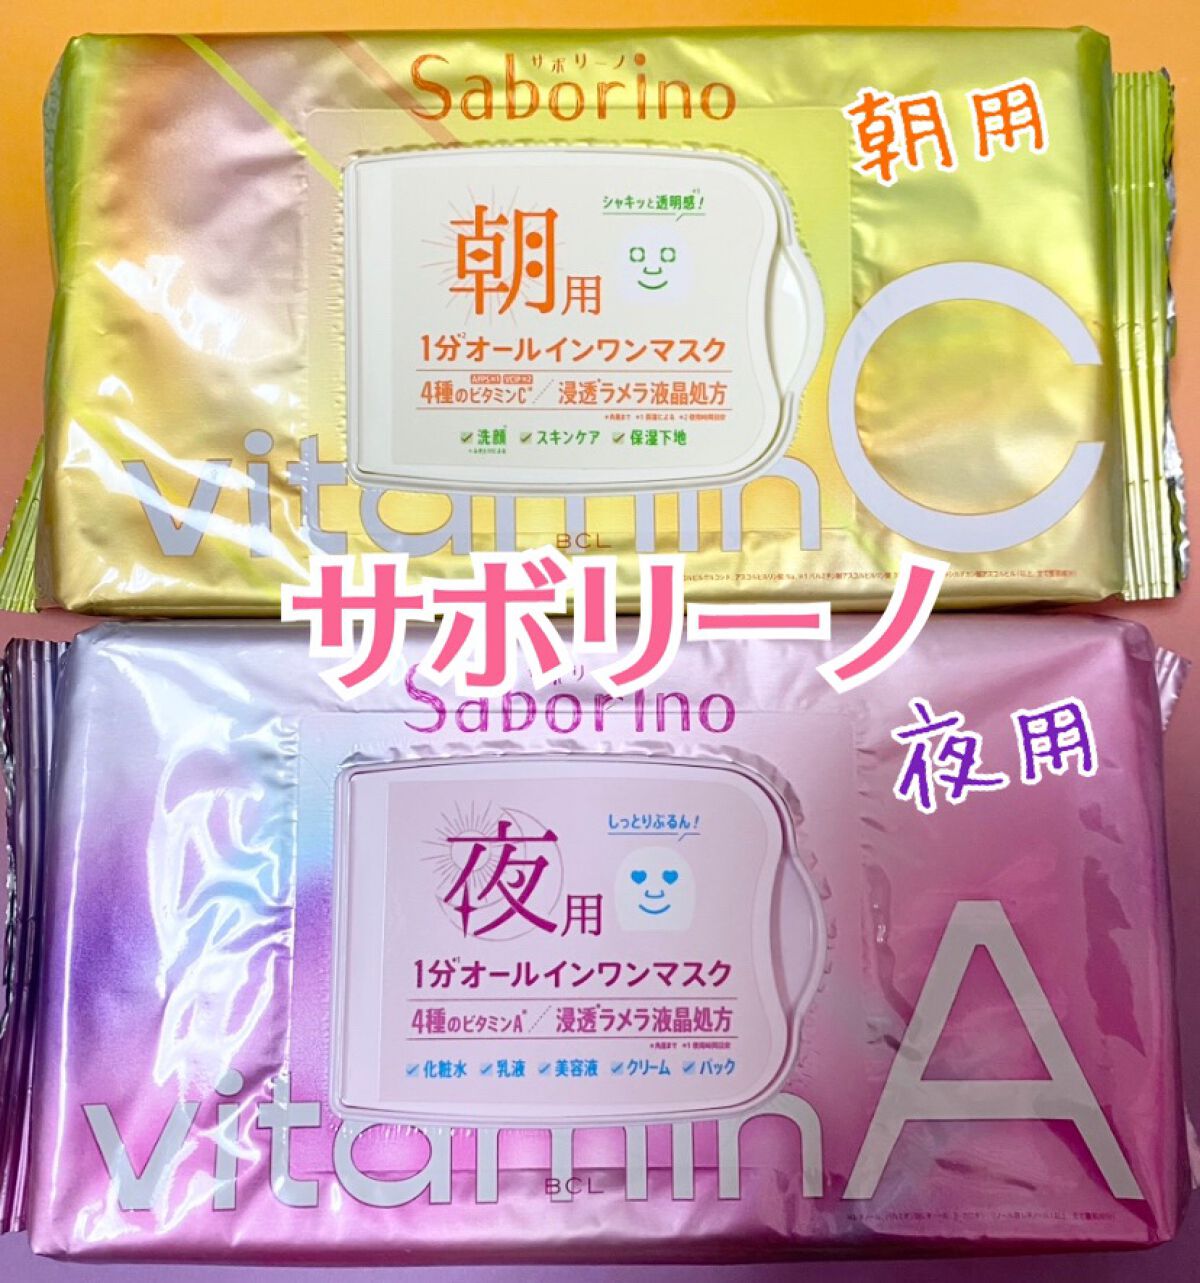 サボリーノ
Saborino
朝用
シャキッと透明感!
朝用
1分オールインワンマスク
APPS※1 VCIP※2
4種のビタミンC 浸透ラメラ液晶処方
洗顔 スキンケア 保湿下地
vitamin C
BCL
サボリーノ
Saborino
夜用
しっとりぷるん!
夜用
1分オールインワンマスク
4種のビタミンA 浸透ラメラ液晶処方
化粧水 乳液 美容液 クリーム パック
vitamin A
BCL